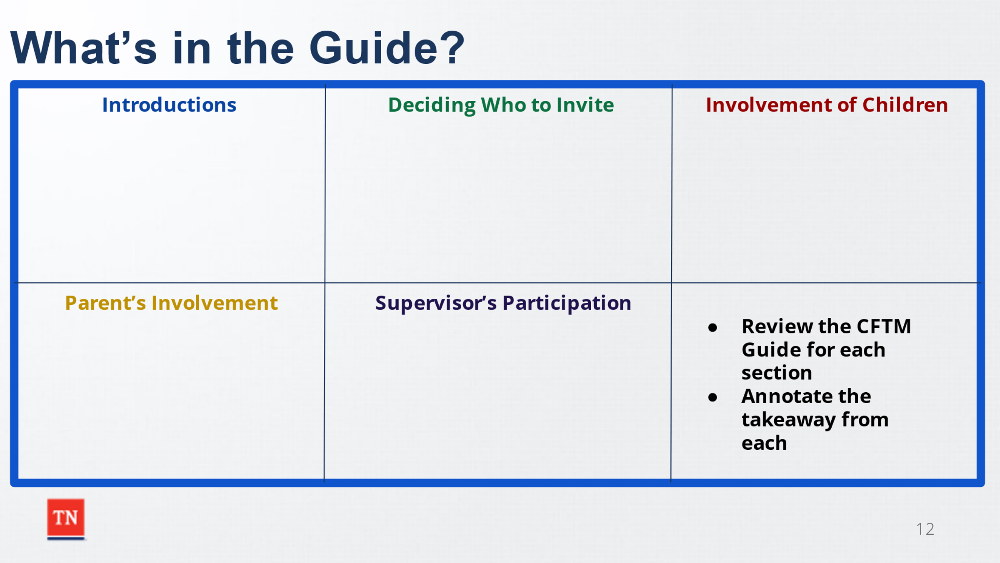 What’s in the Guide?
Introductions
Deciding Who to Invite
Involvement of Children
Parent’s Involvement
Supervisor’s Participation
● Review the CFTM
Guide for each
section
● Annotate the
takeaway from
each
TN
12